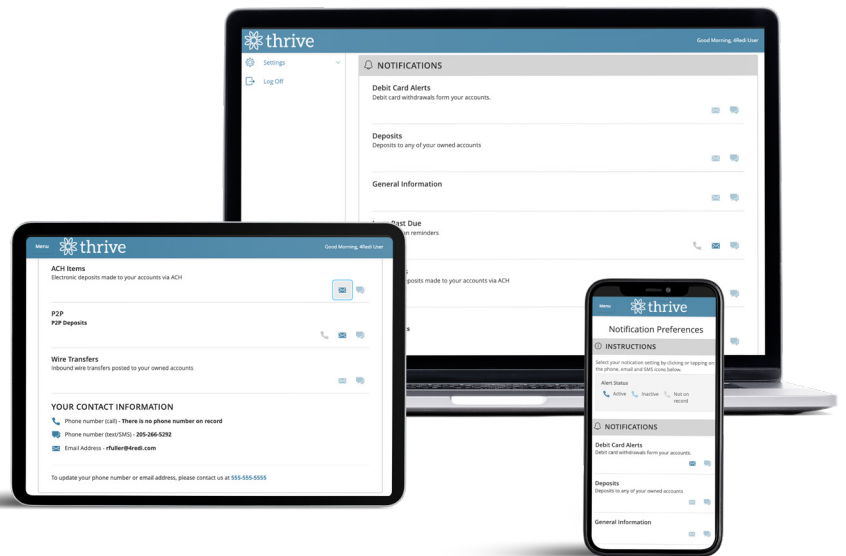 thrive
Good Morning, 4Redi User
Settings
Log Off
NOTIFICATIONS
Debit Card Alerts
Debit card withdrawals form your accounts.
Deposits
Deposits to any of your owned accounts
General Information
Past Due
on reminders
posits made to your accounts via ACH
Menu
thrive
Good Morning, 4Redi User
ACH Items
Electronic deposits made to your accounts via ACH
P2P
P2P Deposits
Wire Transfers
Inbound wire transfers posted to your owned accounts
YOUR CONTACT INFORMATION
Phone number (call) - There is no phone number on record
Phone number (text/SMS) - 205-266-5292
Email Address - rfuller@4redi.com
To update your phone number or email address, please contact us at 555-555-5555
Menu
thrive
Notification Preferences
INSTRUCTIONS
Select your notication setting by clicking or tapping on
the phone, email and SMS icons below.
Alert Status
Active Inactive Not on
record
NOTIFICATIONS
Debit Card Alerts
Debit card withdrawals form your accounts.
Deposits
Deposits to any of your owned accounts
General Information